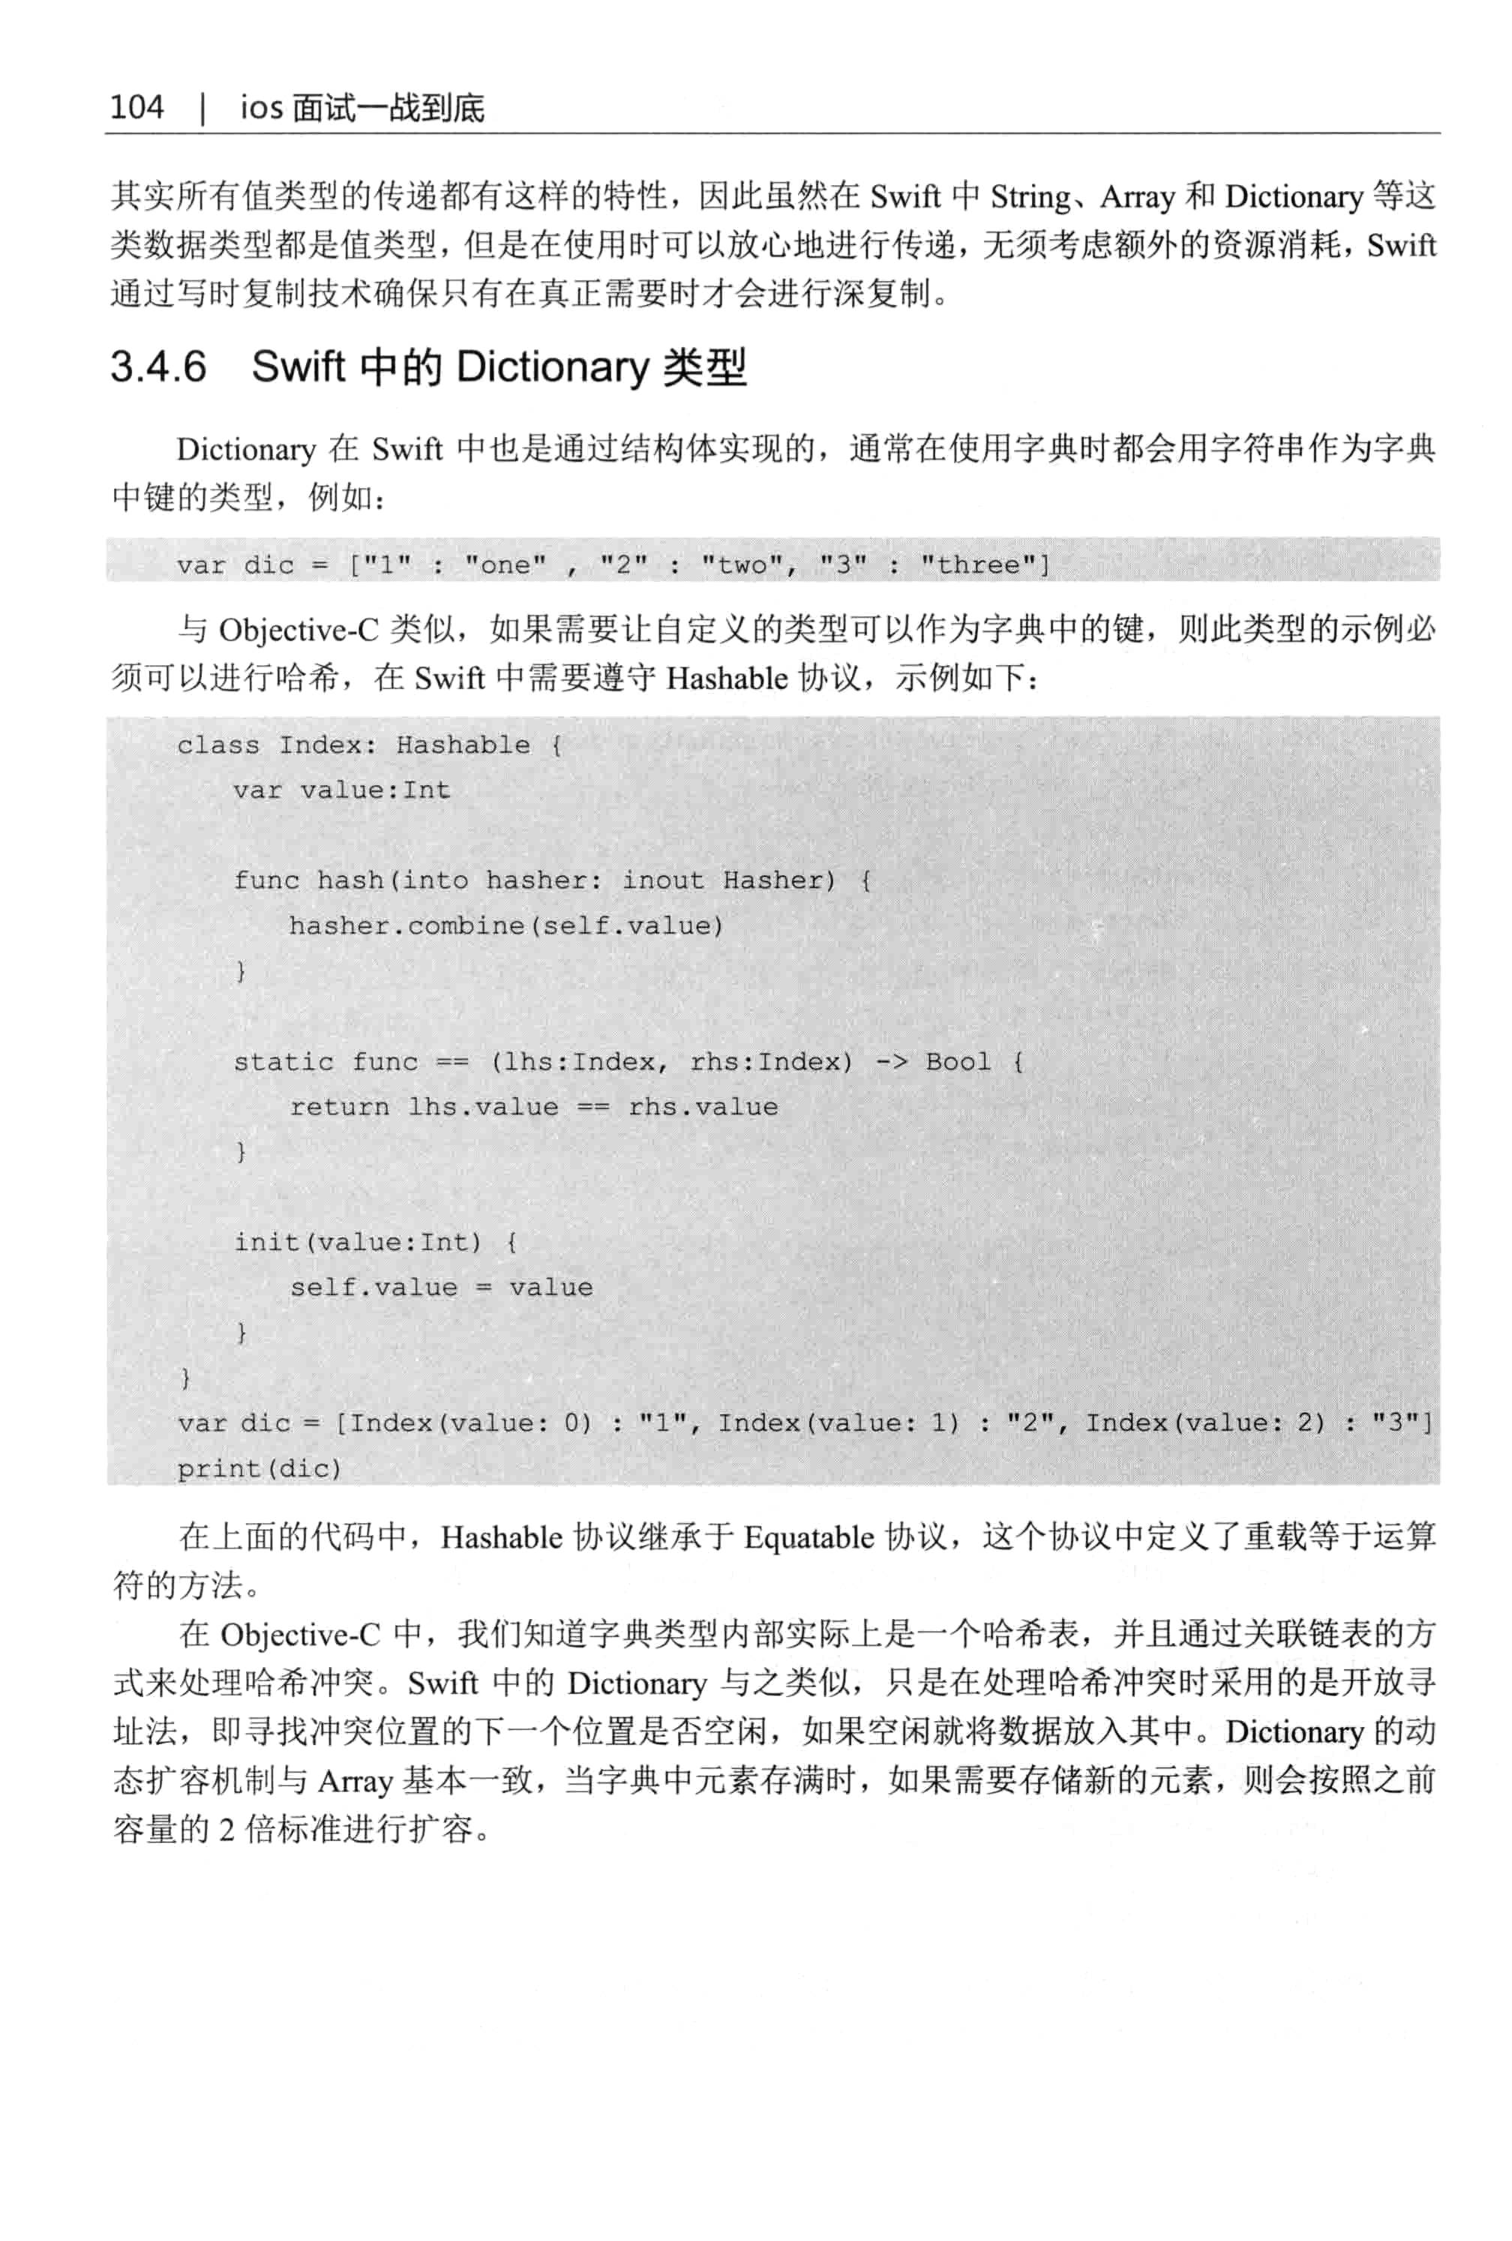 104 | ios 面试一战到底
其实所有值类型的传递都有这样的特性，因此虽然在 Swift 中 String、Array 和 Dictionary 等这
类数据类型都是值类型，但是在使用时可以放心地进行传递，无须考虑额外的资源消耗，Swift
通过写时复制技术确保只有在真正需要时才会进行深复制。
3.4.6 Swift 中的 Dictionary 类型
Dictionary 在 Swift 中也是通过结构体实现的，通常在使用字典时都会用字符串作为字典
中键的类型，例如：
var dic = ["1" : "one" , "2" : "two", "3" : "three"]
与 Objective-C 类似，如果需要让自定义的类型可以作为字典中的键，则此类型的示例必
须可以进行哈希，在 Swift 中需要遵守 Hashable 协议，示例如下：
class Index: Hashable {
var value:Int
func hash(into hasher: inout Hasher) {
hasher.combine(self.value)
}
static func == (lhs:Index, rhs:Index) -> Bool {
return lhs.value == rhs.value
}
init(value:Int) {
self.value = value
}
}
var dic = [Index(value: 0) : "1", Index(value: 1) : "2", Index(value: 2) : "3"]
print(dic)
在上面的代码中，Hashable 协议继承于 Equatable 协议，这个协议中定义了重载等于运算
符的方法。
在 Objective-C 中，我们知道字典类型内部实际上是一个哈希表，并且通过关联链表的方
式来处理哈希冲突。Swift 中的 Dictionary 与之类似，只是在处理哈希冲突时采用的是开放寻
址法，即寻找冲突位置的下一个位置是否空闲，如果空闲就将数据放入其中。Dictionary 的动
态扩容机制与 Array 基本一致，当字典中元素存满时，如果需要存储新的元素，则会按照之前
容量的 2 倍标准进行扩容。